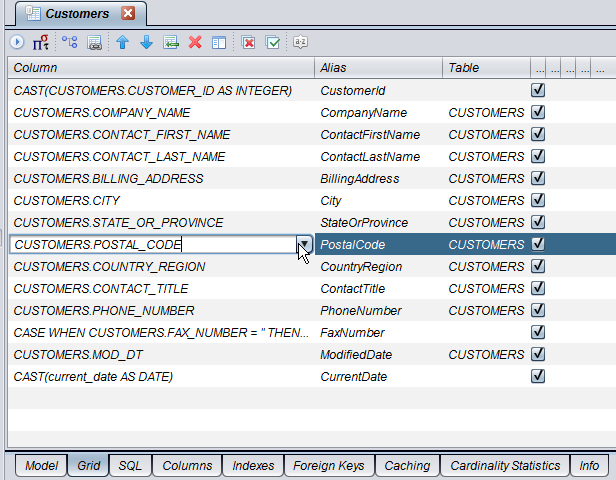 Customers
Column Alias Table ... ... ... ... ...
CAST(CUSTOMERS.CUSTOMER_ID AS INTEGER) CustomerId
CUSTOMERS.COMPANY_NAME CompanyName CUSTOMERS
CUSTOMERS.CONTACT_FIRST_NAME ContactFirstName CUSTOMERS
CUSTOMERS.CONTACT_LAST_NAME ContactLastName CUSTOMERS
CUSTOMERS.BILLING_ADDRESS BillingAddress CUSTOMERS
CUSTOMERS.CITY City CUSTOMERS
CUSTOMERS.STATE_OR_PROVINCE StateOrProvince CUSTOMERS
CUSTOMERS.POSTAL_CODE PostalCode CUSTOMERS
CUSTOMERS.COUNTRY_REGION CountryRegion CUSTOMERS
CUSTOMERS.CONTACT_TITLE ContactTitle CUSTOMERS
CUSTOMERS.PHONE_NUMBER PhoneNumber CUSTOMERS
CASE WHEN CUSTOMERS.FAX_NUMBER = '' THEN... FaxNumber
CUSTOMERS.MOD_DT ModifiedDate CUSTOMERS
CAST(current_date AS DATE) CurrentDate
Model Grid SQL Columns Indexes Foreign Keys Caching Cardinality Statistics Info